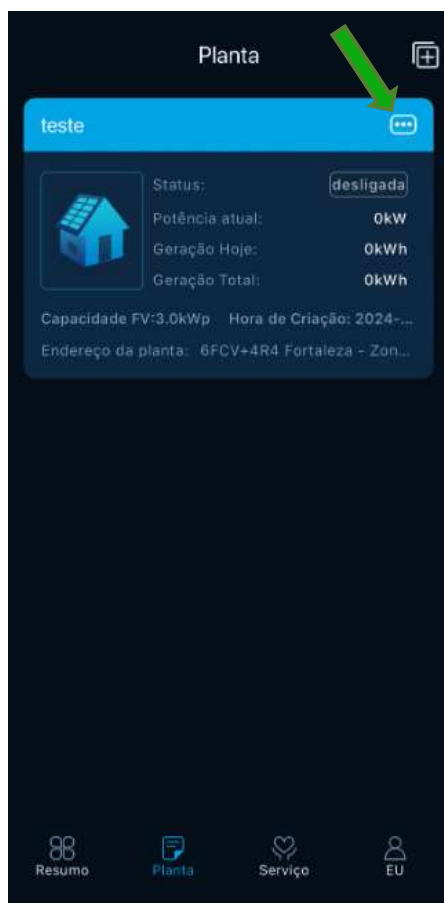 Planta
teste
Status: desligada
Potência atual: 0kW
Geração Hoje: 0kWh
Geração Total: 0kWh
Capacidade FV:3.0kWp Hora de Criação: 2024-...
Endereço da planta: 6FCV+4R4 Fortaleza - Zon...
Resumo Planta Serviço EU